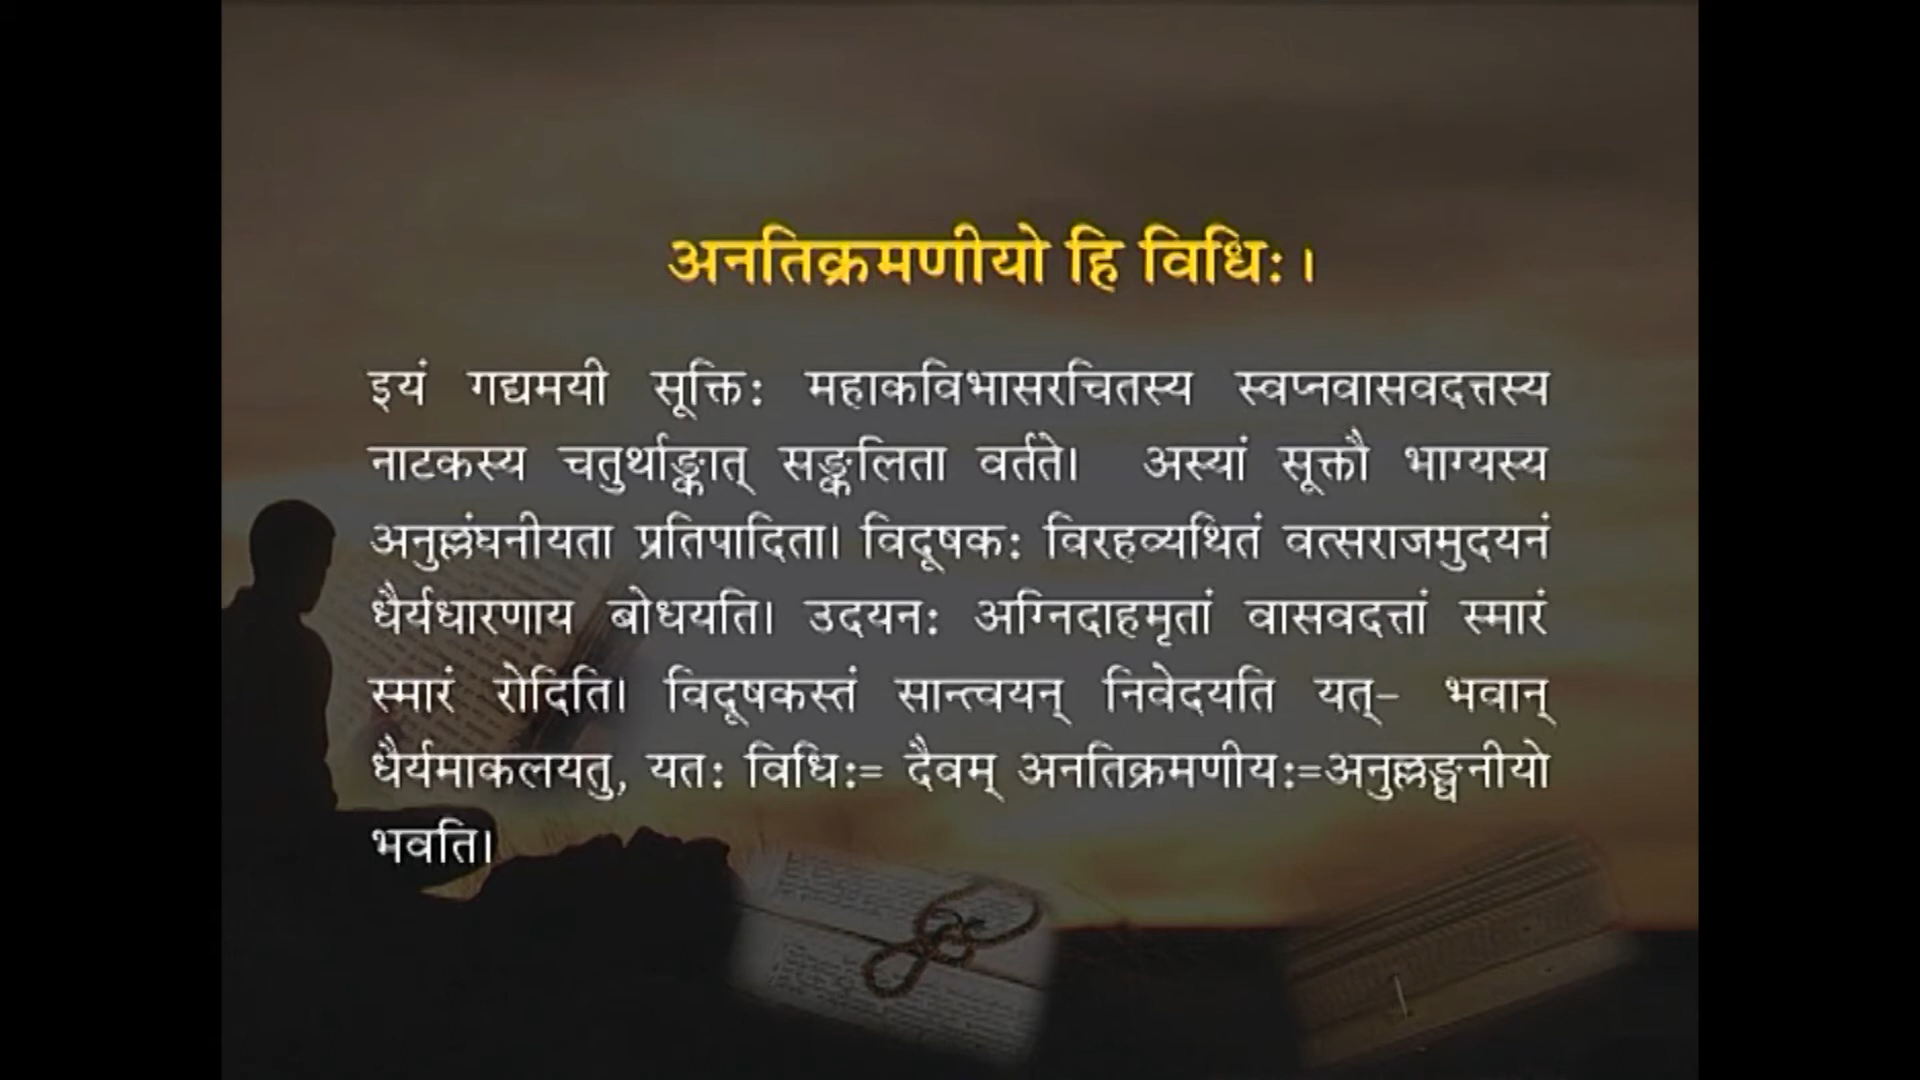 अनतिक्रमणीयो हि विधिः।
इयं गद्यमयी सूक्तिः महाकविभासरचितस्य स्वप्नवासवदत्तस्य
नाटकस्य चतुर्थाङ्कात् सङ्कलिता वर्तते। अस्यां सूक्तौ भाग्यस्य
अनुल्लंघनीयता प्रतिपादिता। विदूषकः विरहव्यथितं वत्सराजमुदयनं
धैर्यधारणाय बोधयति। उदयनः अग्निदाहमृतां वासवदत्तां स्मारं
स्मारं रोदिति। विदूषकस्तं सान्त्वयन् निवेदयति यत्- भवान्
धैर्यमाकलयतु, यतः विधिः= दैवम् अनतिक्रमणीयः=अनुल्लङ्घनीयो
भवति।